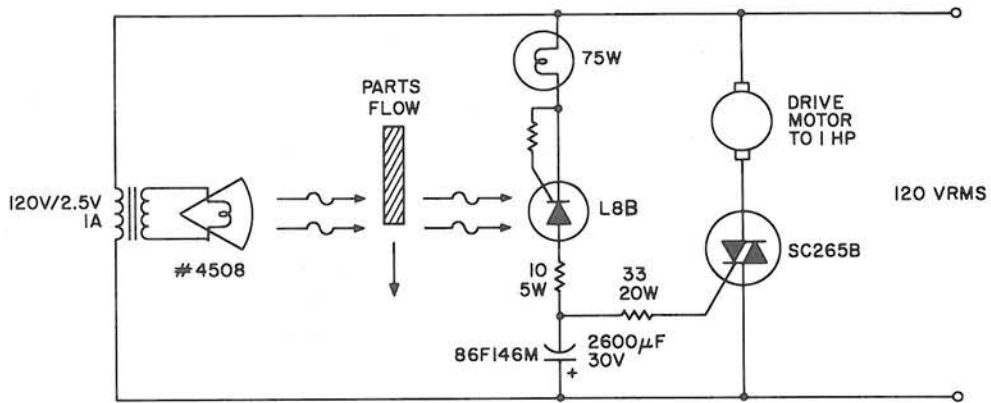 75W
PARTS
FLOW
DRIVE
MOTOR
TO 1 HP
120V/2.5V
1A
L8B
120 VRMS
#4508
SC265B
10
5W
33
20W
86F146M
2600μF
30V
+